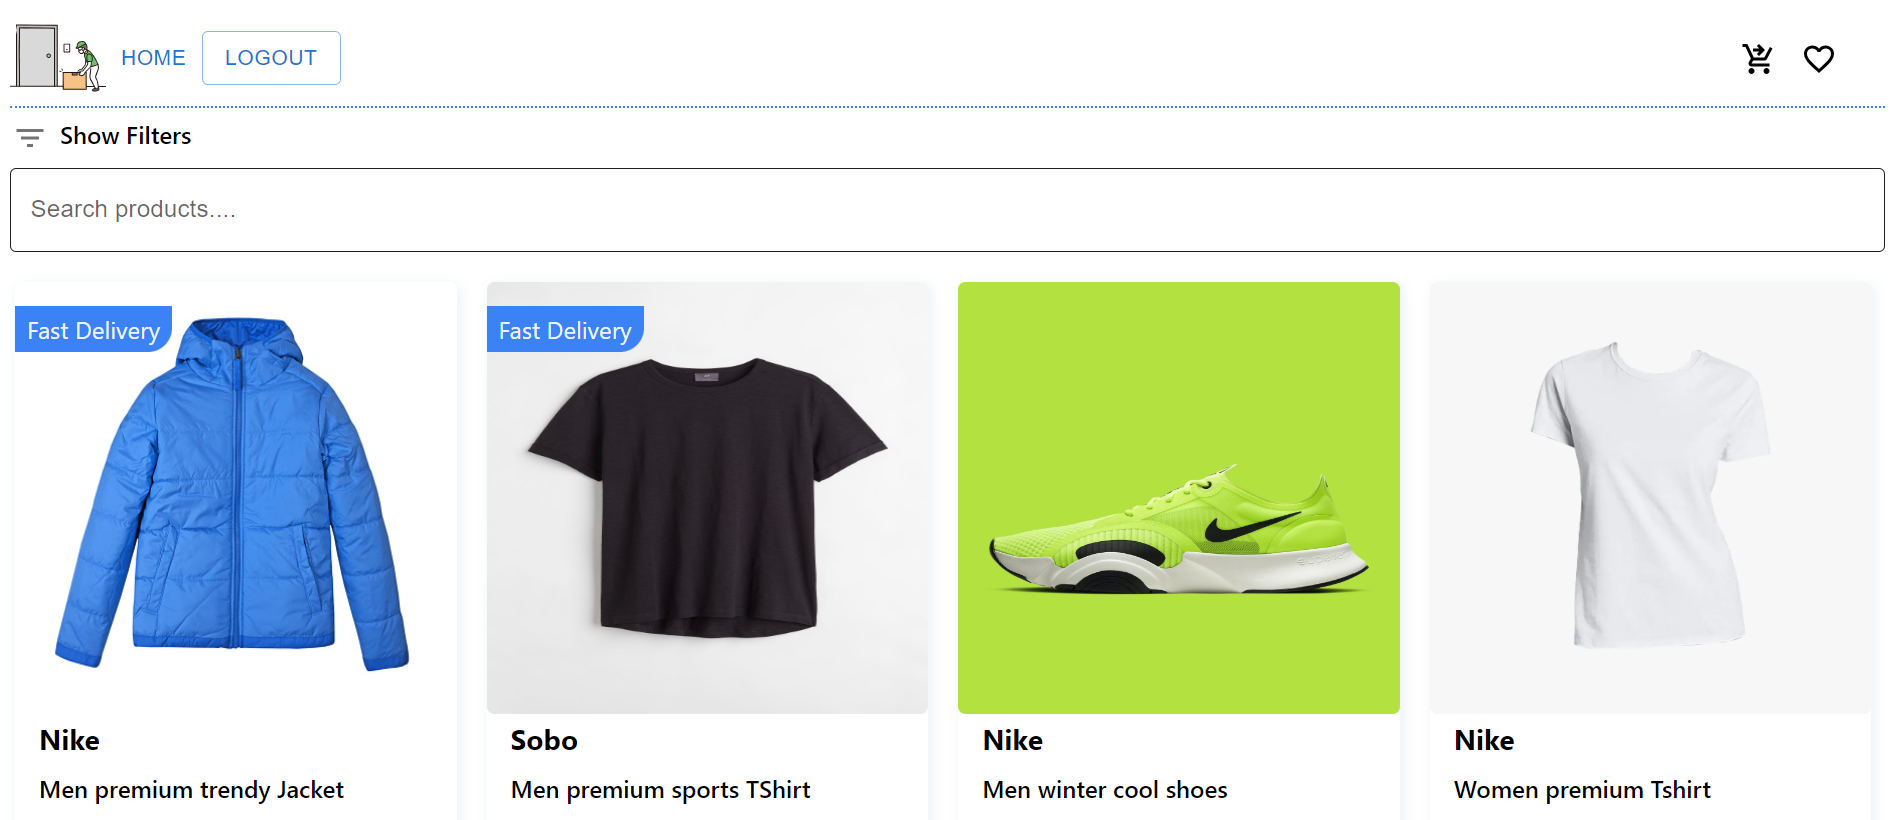 HOME LOGOUT
Show Filters
Search products....
Fast Delivery
Fast Delivery
Nike
Men premium trendy Jacket
Sobo
Men premium sports TShirt
Nike
Men winter cool shoes
Nike
Women premium Tshirt